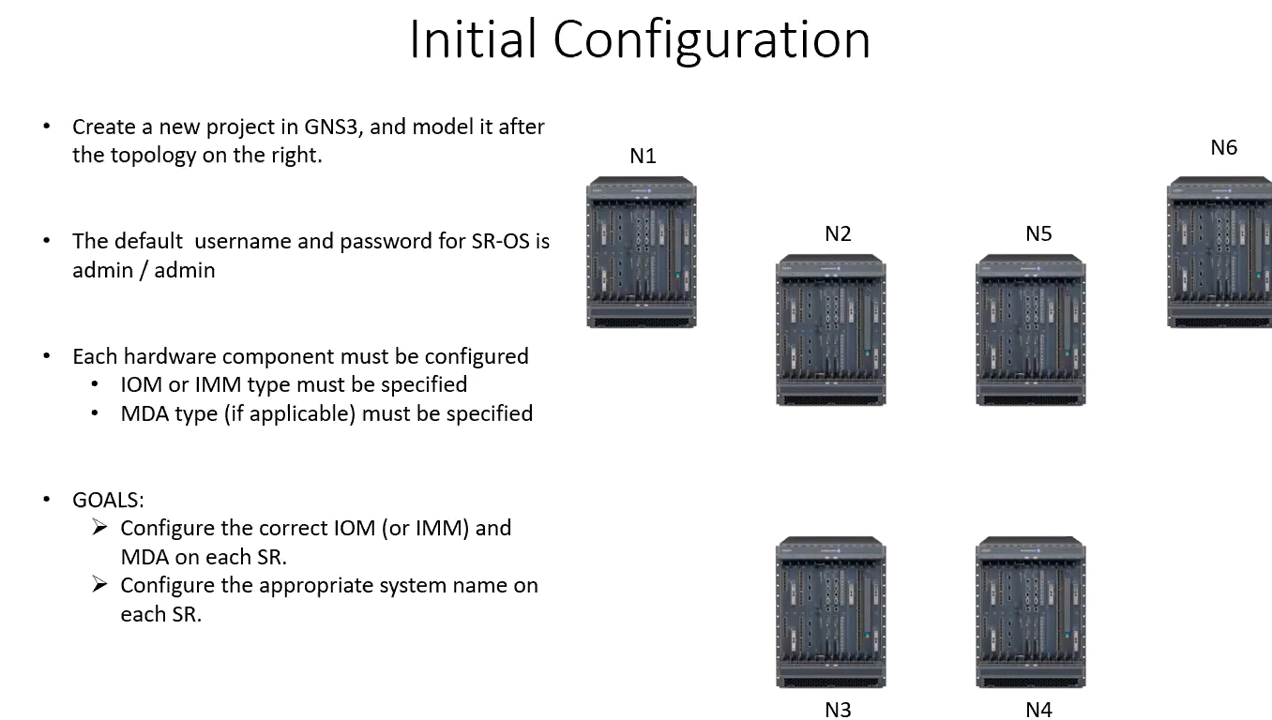 Initial Configuration
• Create a new project in GNS3, and model it after
the topology on the right.
• The default  username and password for SR-OS is
admin / admin
• Each hardware component must be configured
• IOM or IMM type must be specified
• MDA type (if applicable) must be specified
• GOALS:
➢ Configure the correct IOM (or IMM) and
MDA on each SR.
➢ Configure the appropriate system name on
each SR.
N1
N2
N5
N6
N3
N4